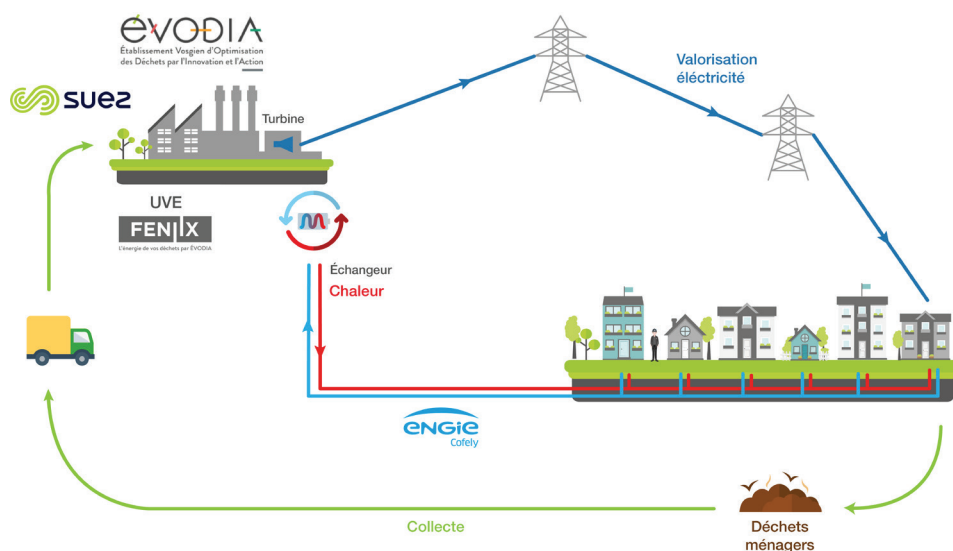 évODIA
Établissement Vosgien d'Optimisation
des Déchets par l'Innovation et l'Action
suez
Turbine
Valorisation
éléctricité
UVE
FENIIX
L'énergie de vos déchets par ÉVODIA
Échangeur
Chaleur
ENGIE
Cofely
Collecte
Déchets
ménagers